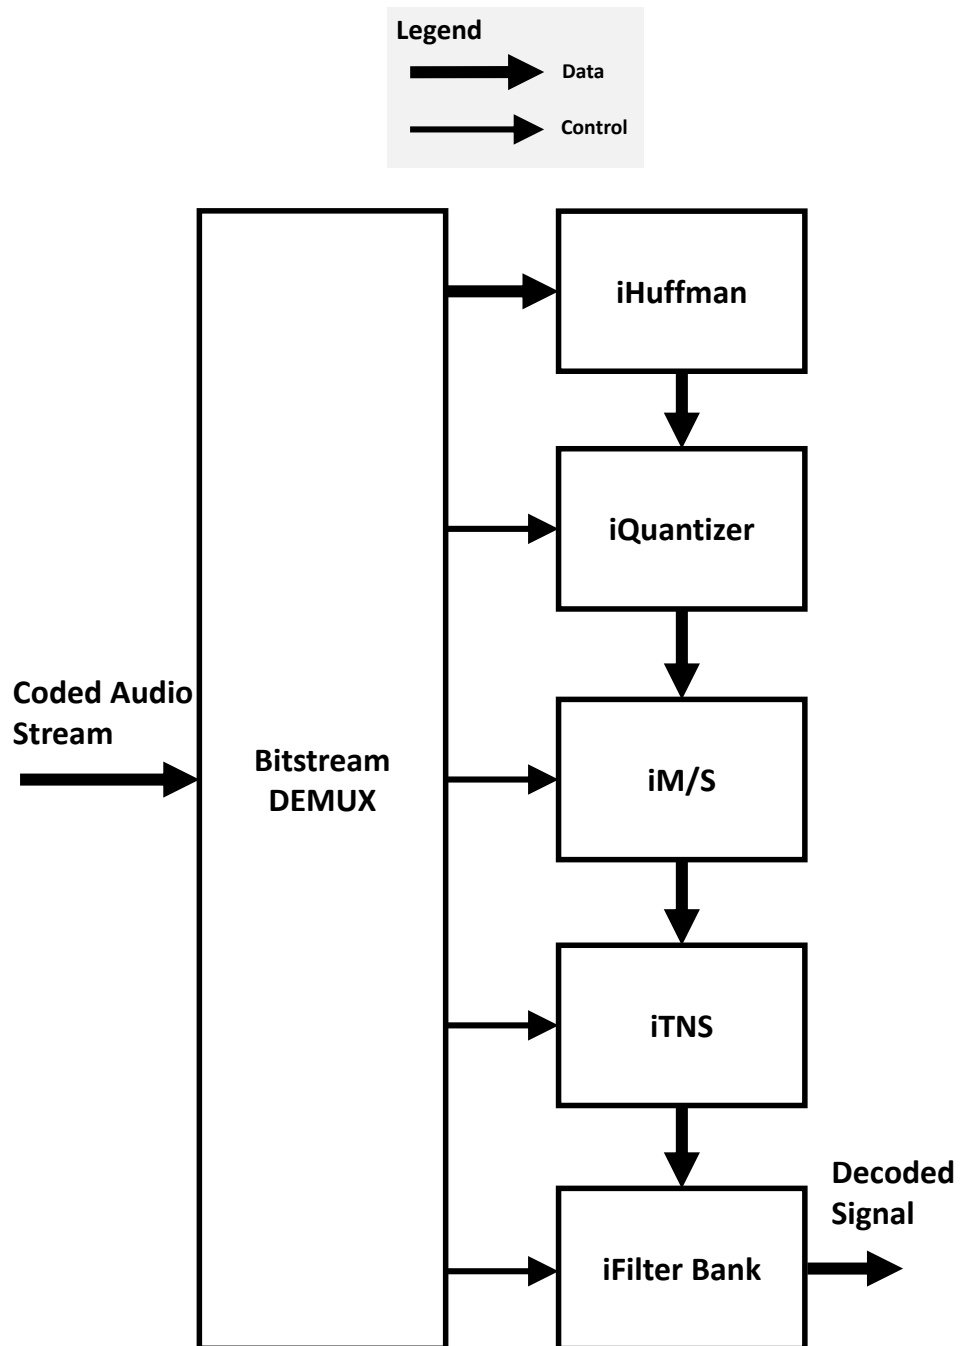 Legend
Data
Control
iHuffman
iQuantizer
Coded Audio
Stream
Bitstream
DEMUX
iM/S
iTNS
Decoded
Signal
iFilter Bank